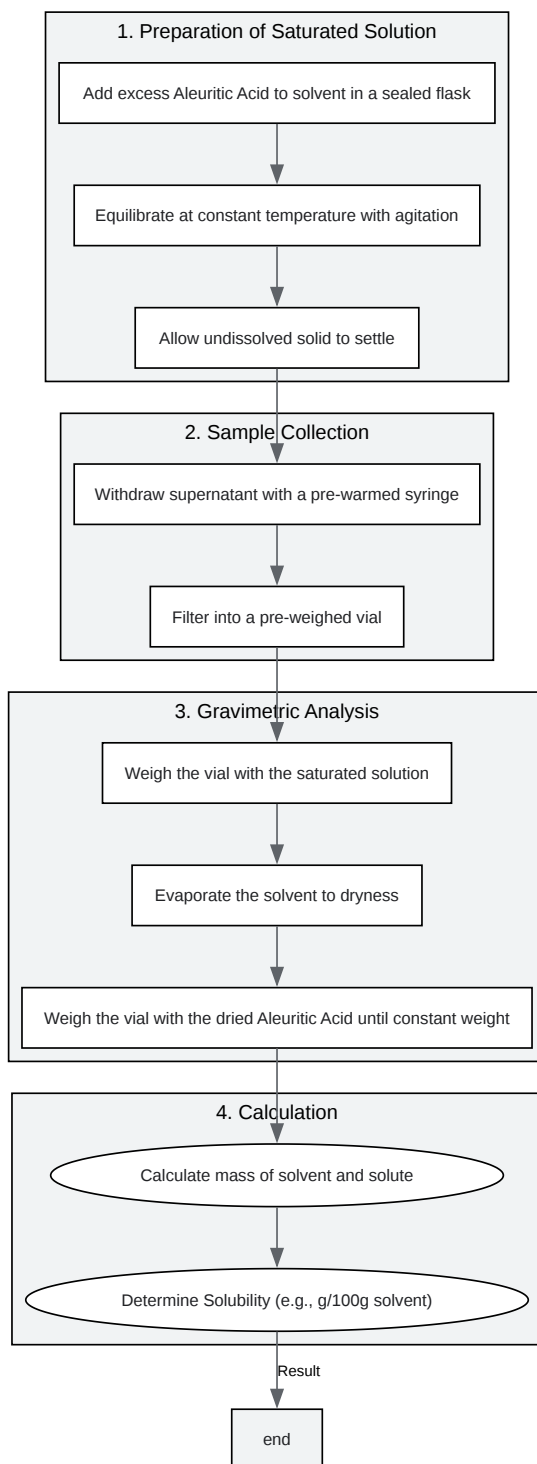 1. Preparation of Saturated Solution
Add excess Aleuritic Acid to solvent in a sealed flask
Equilibrate at constant temperature with agitation
Allow undissolved solid to settle
2. Sample Collection
Withdraw supernatant with a pre-warmed syringe
Filter into a pre-weighed vial
3. Gravimetric Analysis
Weigh the vial with the saturated solution
Evaporate the solvent to dryness
Weigh the vial with the dried Aleuritic Acid until constant weight
4. Calculation
Calculate mass of solvent and solute
Determine Solubility (e.g., g/100g solvent)
Result
end